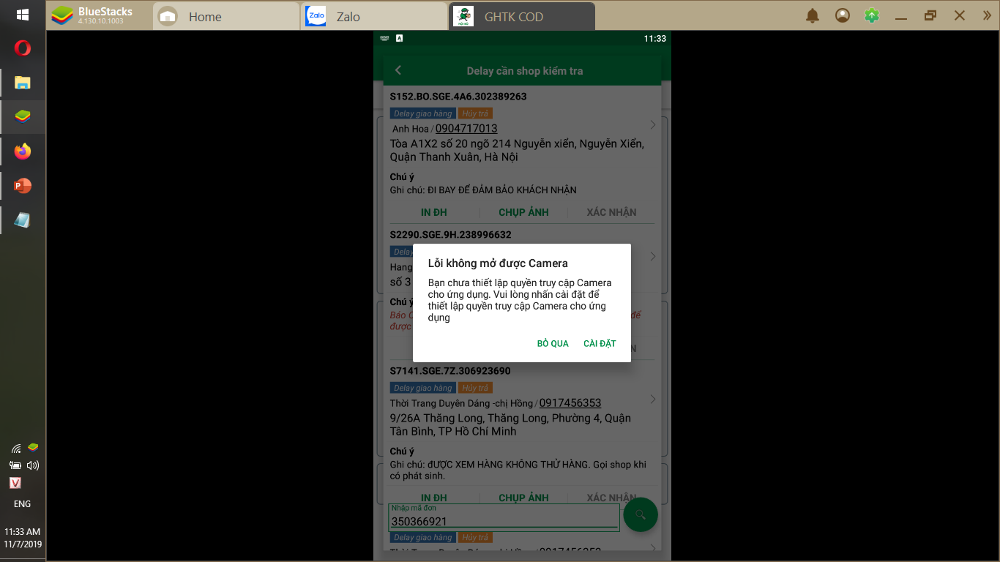 BlueStacks
4.130.10.1003
Home
Zalo
Zalo
NỘI BỘ
GHTK COD
A
11:33
Delay cần shop kiểm tra
S152.BO.SGE.4A6.302389263
Delay giao hàng
Hủy trả
Anh Hoa / 0904717013
Tòa A1X2 số 20 ngõ 214 Nguyễn xiển, Nguyễn Xiển,
Quận Thanh Xuân, Hà Nội
Chú ý
Ghi chú: ĐI BAY ĐỂ ĐẢM BẢO KHÁCH NHẬN
IN ĐH
CHỤP ẢNH
XÁC NHẬN
S2290.SGE.9H.238996632
Delay
Hang
số 3
Chú ý
Báo
để
được
N
Lỗi không mở được Camera
Bạn chưa thiết lập quyền truy cập Camera
cho ứng dụng. Vui lòng nhấn cài đặt để
thiết lập quyền truy cập Camera cho ứng
dụng
BỎ QUA
CÀI ĐẶT
S7141.SGE.7Z.306923690
Delay giao hàng
Hủy trả
Thời Trang Duyên Dáng -chị Hồng / 0917456353
9/26A Thăng Long, Thăng Long, Phường 4, Quận
Tân Bình, TP Hồ Chí Minh
Chú ý
Ghi chú: đƯỢC XEM HÀNG KHÔNG THỬ HÀNG. Gọi shop khi
có phát sinh.
IN ĐH
CHỤP ẢNH
XÁC NHẬN
Nhập mã đơn
350366921
Delay giao hàng
Hủy trả
Thời Trang Duyên Dáng -chị Hồng / 0917456353
V
ENG
11:33 AM
11/7/2019